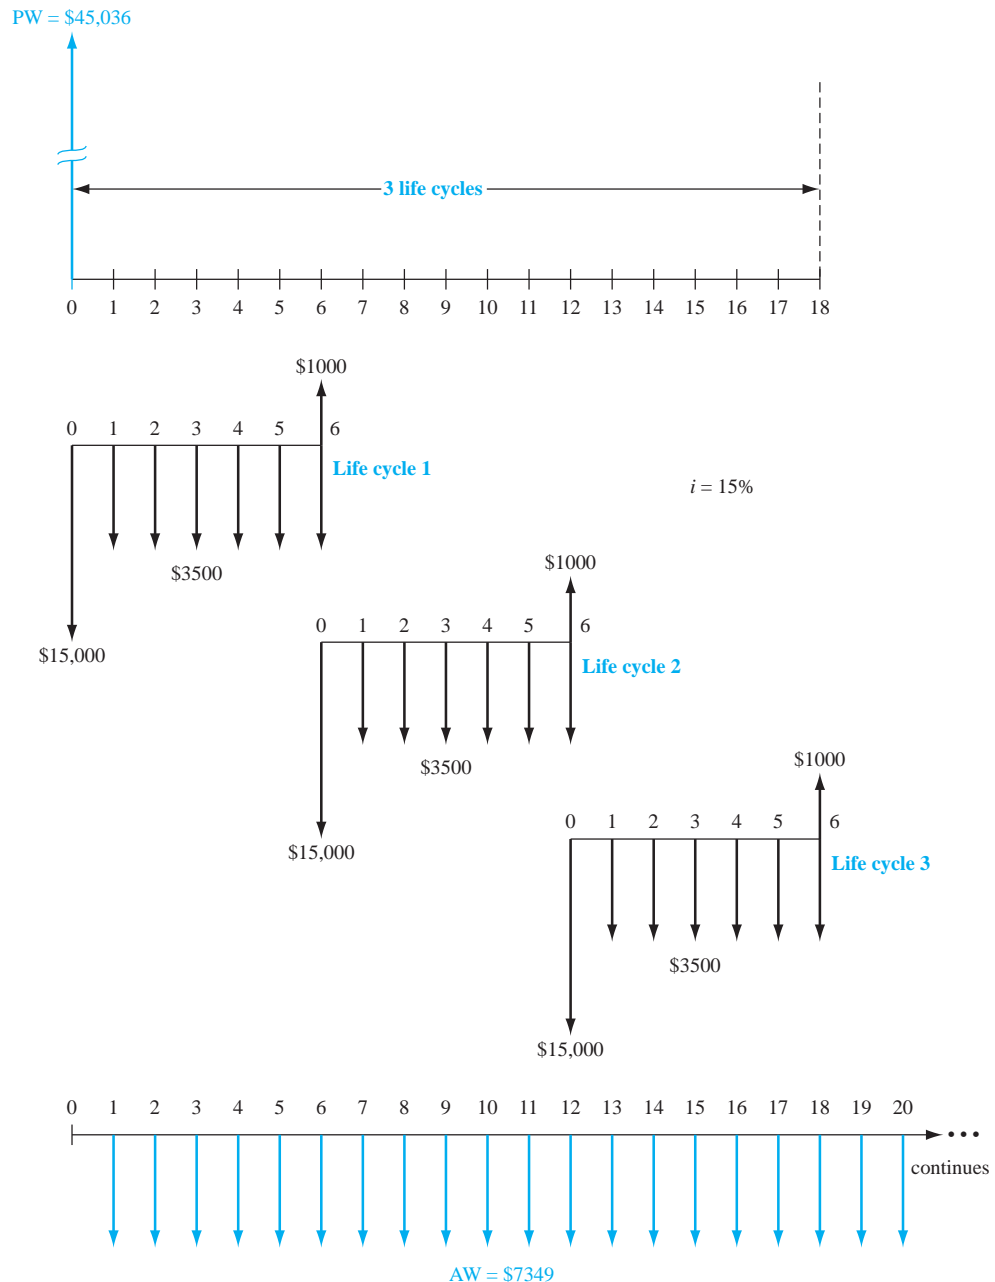 PW = $45,036
3 life cycles
0 1 2 3 4 5 6 7 8 9 10 11 12 13 14 15 16 17 18
$1000
0 1 2 3 4 5 6
Life cycle 1
i = 15%
$3500
$15,000
$1000
0 1 2 3 4 5 6
Life cycle 2
$3500
$15,000
$1000
0 1 2 3 4 5 6
Life cycle 3
$3500
$15,000
0 1 2 3 4 5 6 7 8 9 10 11 12 13 14 15 16 17 18 19 20
continues
AW = $7349